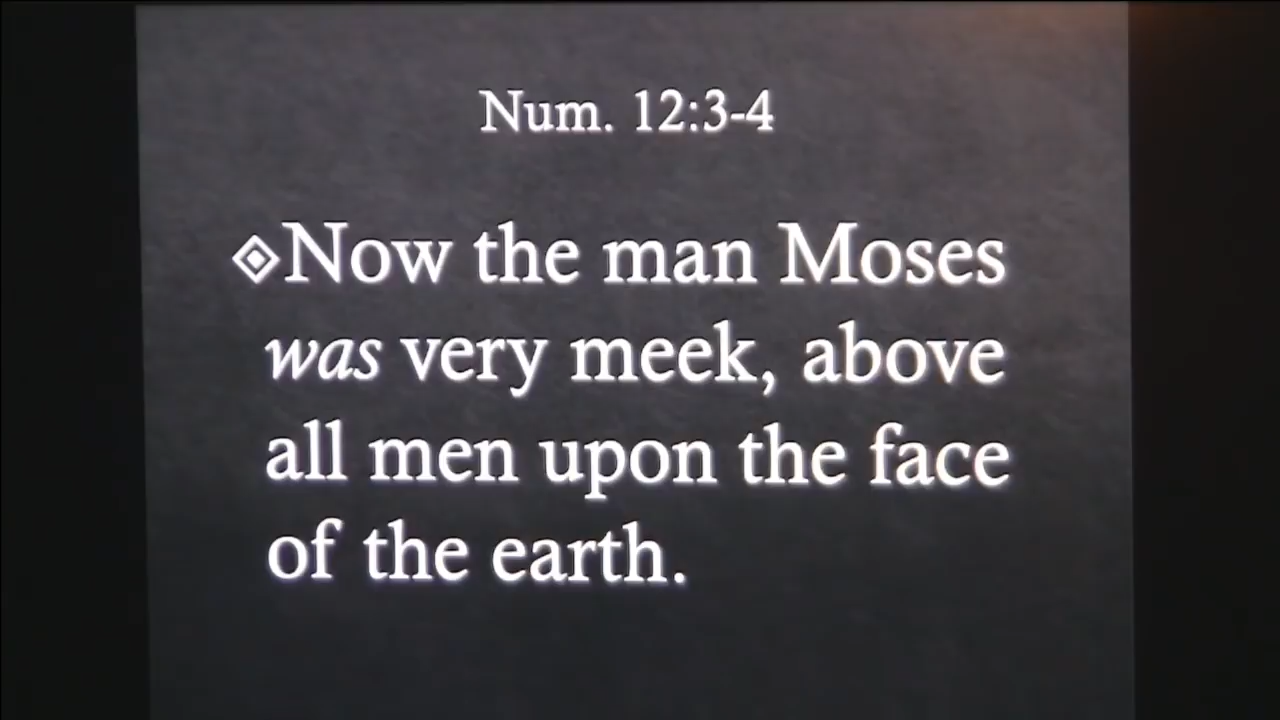 Num. 12:3-4
Now the man Moses
was very meek, above
all men upon the face
of the earth.